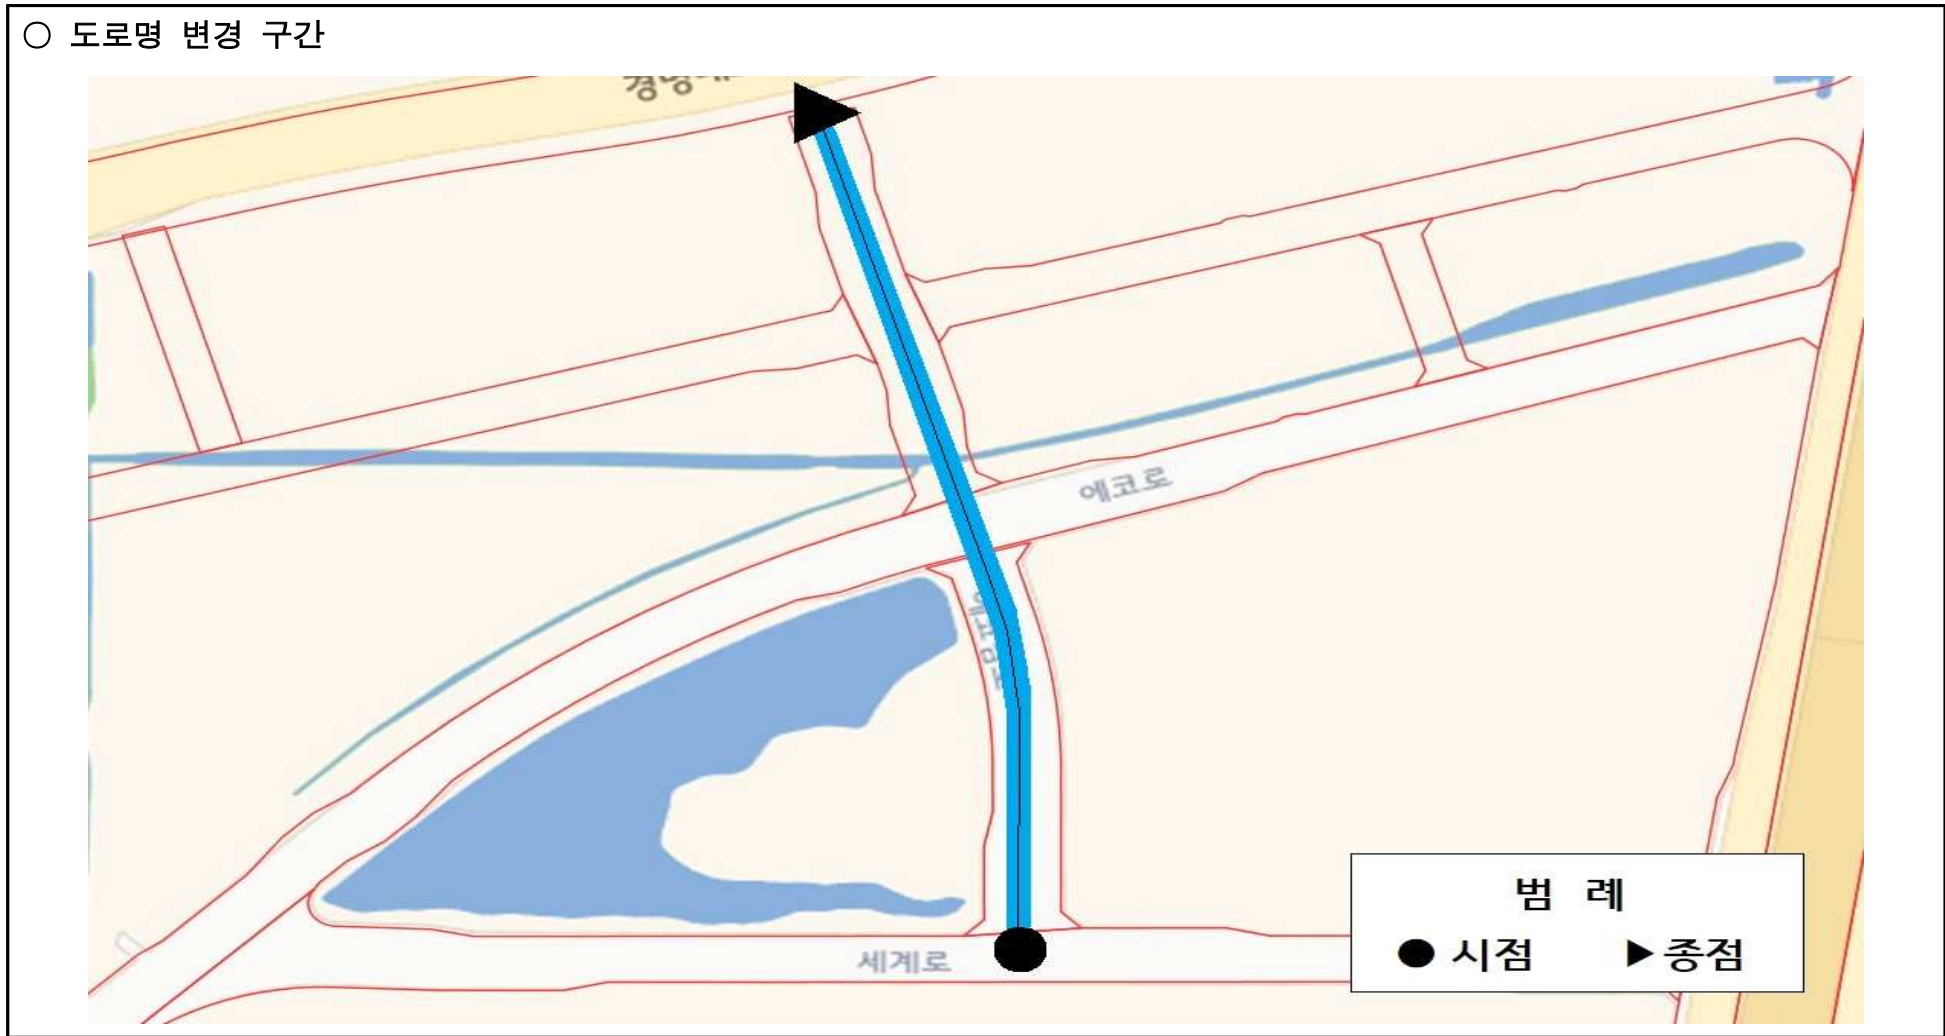 ○ 도로명 변경 구간
에코로
세계로
범 례
● 시점 ▶ 종점